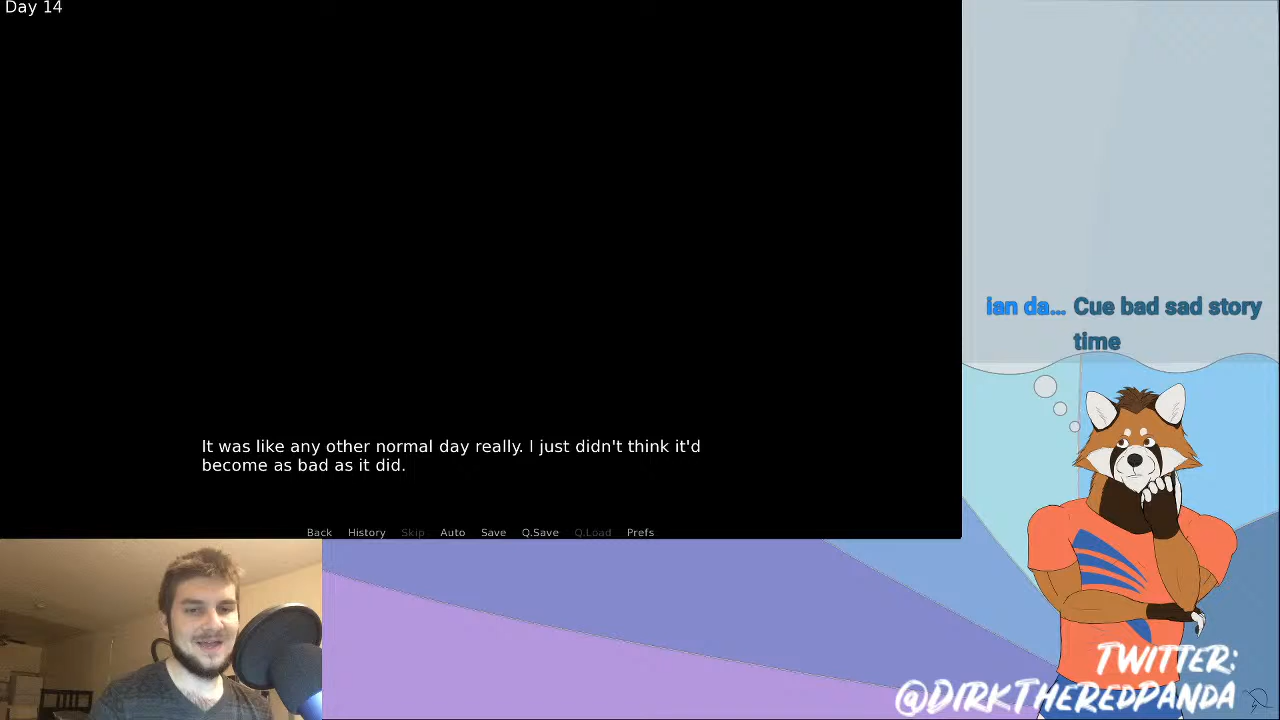 Day 14
ian da... Cue bad sad story
time
It was like any other normal day really. I just didn't think it'd
become as bad as it did.
Back History Skip Auto Save Q.Save Q.Load Prefs
TWITTER:
@DIRKTHEREDPANDA